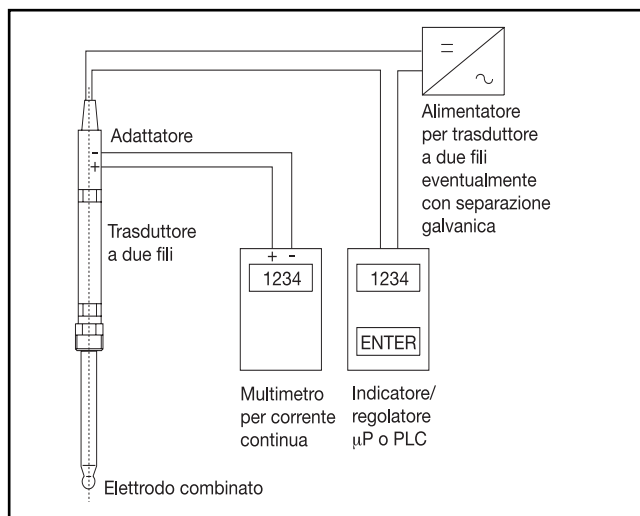 =
~
Alimentatore
per trasduttore
a due fili
eventualmente
con separazione
galvanica
Adattatore
-
+
Trasduttore
a due fili
+ -
1234
1234
ENTER
Multimetro
per corrente
continua
Indicatore/
regolatore
µP o PLC
Elettrodo combinato